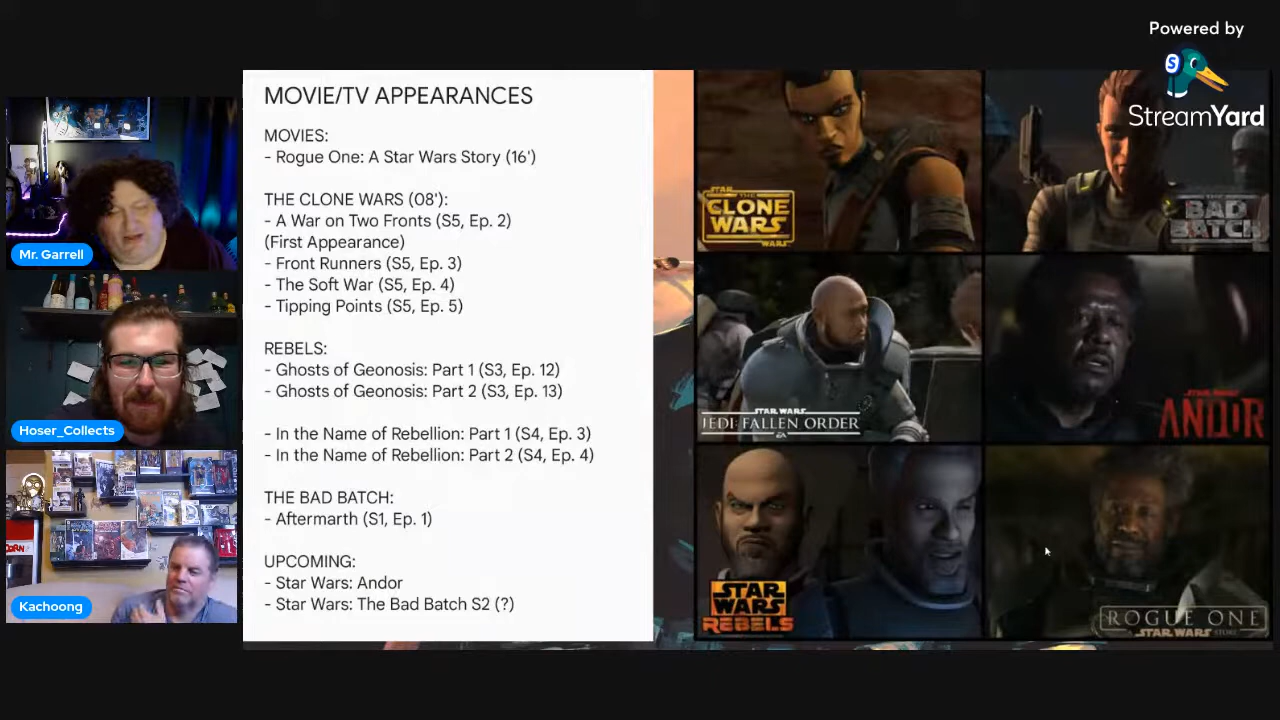 Powered by
S
StreamYard
Mr. Garrell
Hoser_Collects
CORN
Kachoong
MOVIE/TV APPEARANCES
MOVIES:
- Rogue One: A Star Wars Story (16')
THE CLONE WARS (08'):
- A War on Two Fronts (S5, Ep. 2)
(First Appearance)
- Front Runners (S5, Ep. 3)
- The Soft War (S5, Ep. 4)
- Tipping Points (S5, Ep. 5)
REBELS:
- Ghosts of Geonosis: Part 1 (S3, Ep. 12)
- Ghosts of Geonosis: Part 2 (S3, Ep. 13)
- In the Name of Rebellion: Part 1 (S4, Ep. 3)
- In the Name of Rebellion: Part 2 (S4, Ep. 4)
THE BAD BATCH:
- Aftermarth (S1, Ep. 1)
UPCOMING:
- Star Wars: Andor
- Star Wars: The Bad Batch S2 (?)
STAR
THE
CLONE
WARS
WARS
THE
BAD
BATCH
STAR WARS
JEDI: FALLEN ORDER
EA
STAR WARS
ANDOR
STAR
WARS
REBELS
ROGUE ONE
A STAR WARS STORY